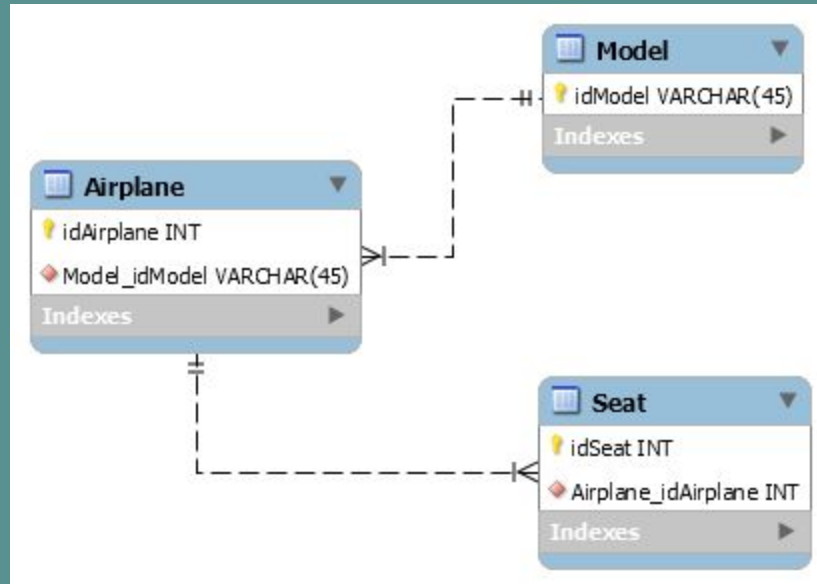 Model
idModel VARCHAR(45)
Indexes
Airplane
idAirplane INT
Model_idModel VARCHAR(45)
Indexes
Seat
idSeat INT
Airplane_idAirplane INT
Indexes